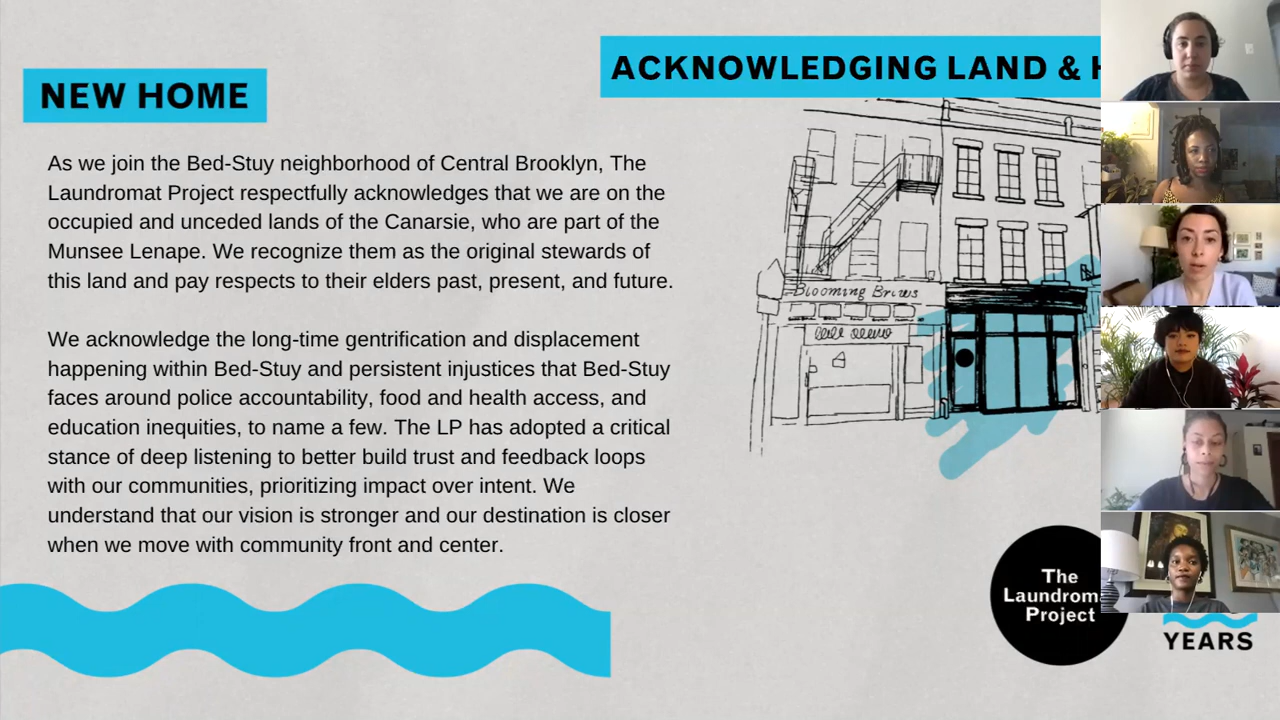 NEW HOME
ACKNOWLEDGING LAND &
As we join the Bed-Stuy neighborhood of Central Brooklyn, The
Laundromat Project respectfully acknowledges that we are on the
occupied and unceded lands of the Canarsie, who are part of the
Munsee Lenape. We recognize them as the original stewards of
this land and pay respects to their elders past, present, and future.
We acknowledge the long-time gentrification and displacement
happening within Bed-Stuy and persistent injustices that Bed-Stuy
faces around police accountability, food and health access, and
education inequities, to name a few. The LP has adopted a critical
stance of deep listening to better build trust and feedback loops
with our communities, prioritizing impact over intent. We
understand that our vision is stronger and our destination is closer
when we move with community front and center.
Blooming
The
Laundrom
Project
YEARS